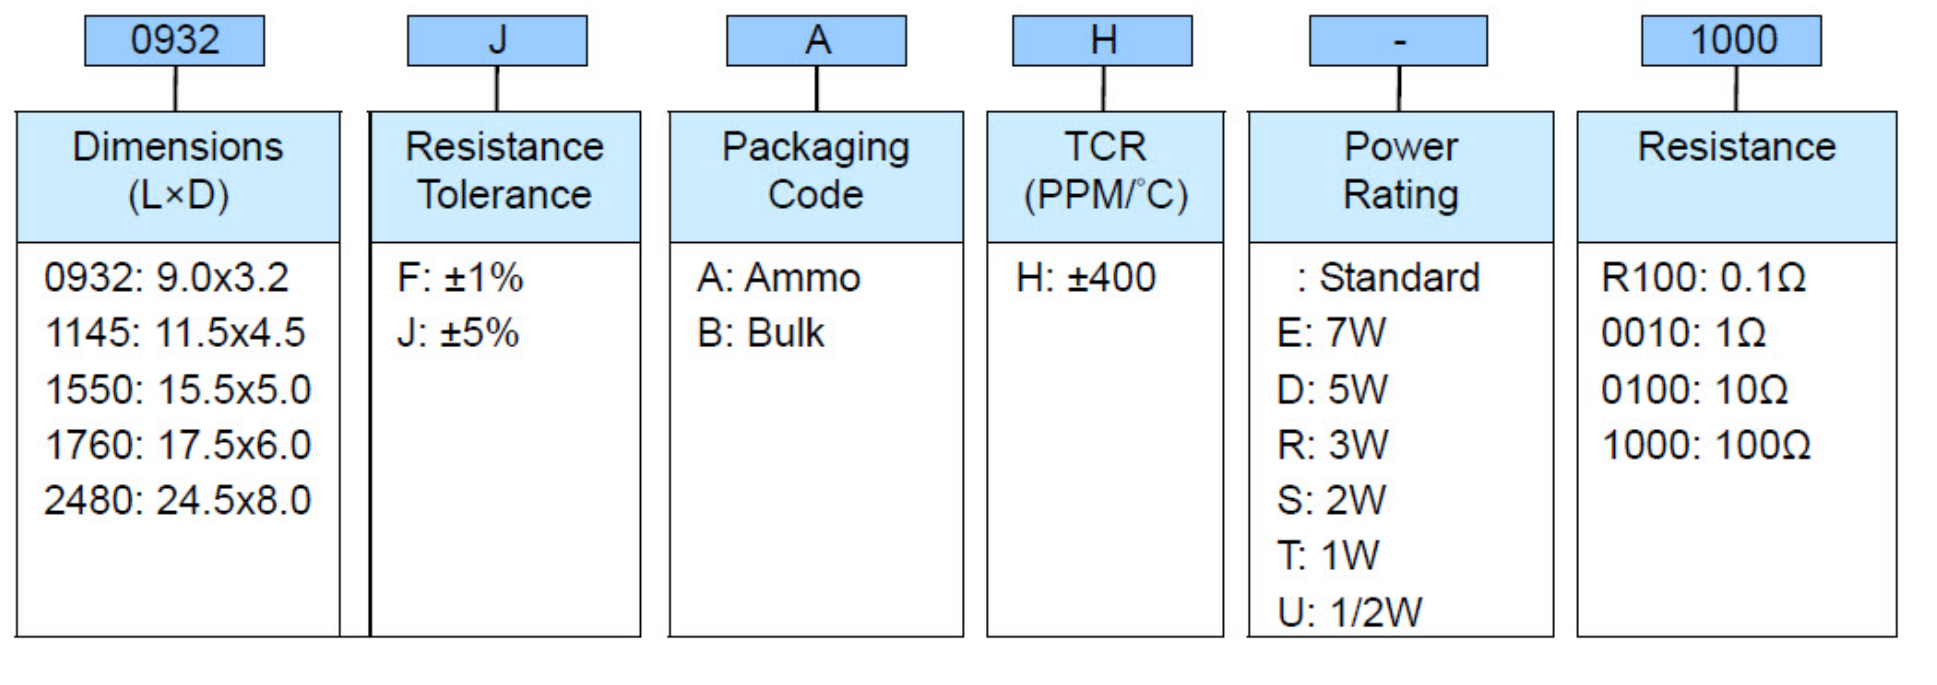 0932
J
A
H
-
1000
Dimensions
(L×D)
Resistance
Tolerance
Packaging
Code
TCR
(PPM/°C)
Power
Rating
Resistance
0932: 9.0x3.2
1145: 11.5x4.5
1550: 15.5x5.0
1760: 17.5x6.0
2480: 24.5x8.0
F: ±1%
J: ±5%
A: Ammo
B: Bulk
H: ±400
: Standard
E: 7W
D: 5W
R: 3W
S: 2W
T: 1W
U: 1/2W
R100: 0.1Ω
0010: 1Ω
0100: 10Ω
1000: 100Ω